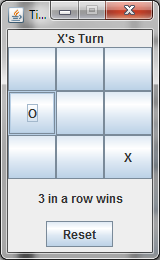 Ti...
X's Turn
O
X
3 in a row wins
Reset